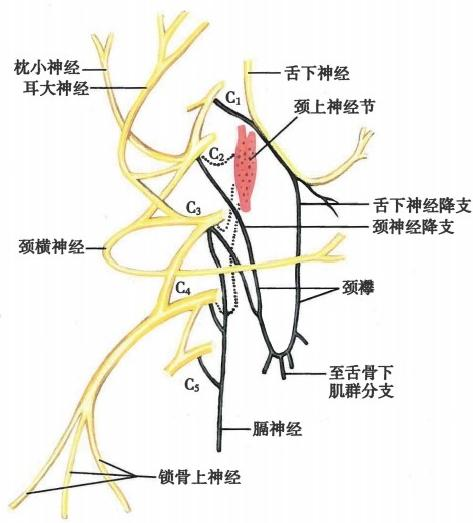 枕小神经
耳大神经
舌下神经
C1
颈上神经节
C2
舌下神经降支
C3
颈神经降支
颈横神经
C4
颈襻
至舌骨下
肌群分支
C5
膈神经
锁骨上神经